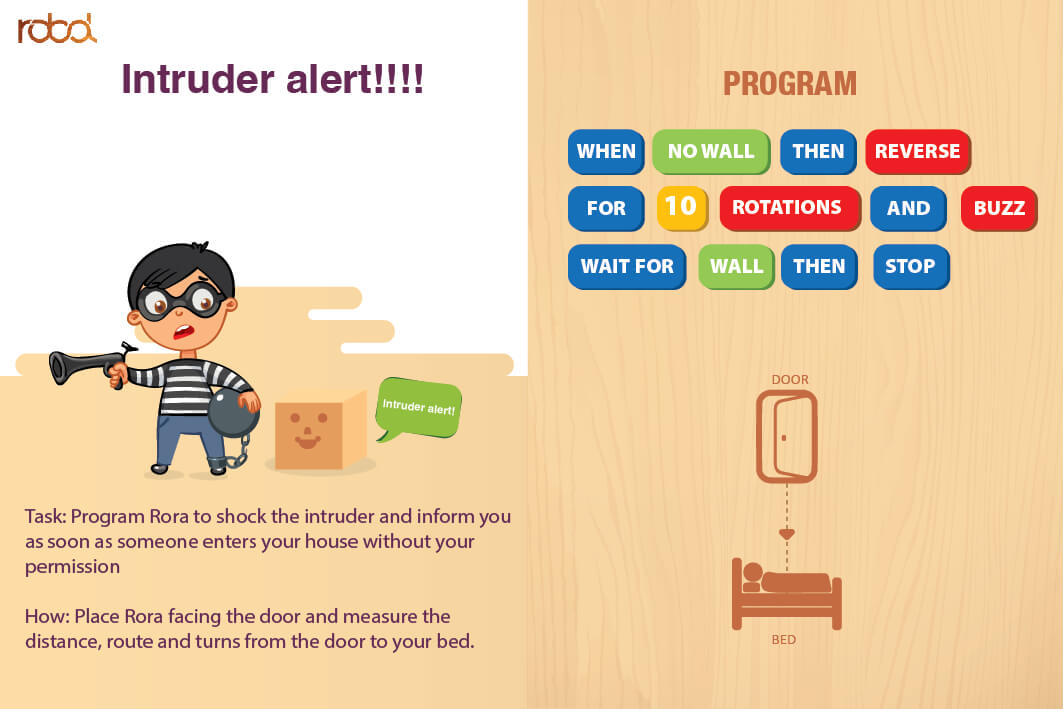 robd
Intruder alert!!!!
Intruder alert!
Task: Program Rora to shock the intruder and inform you
as soon as someone enters your house without your
permission
How: Place Rora facing the door and measure the
distance, route and turns from the door to your bed.
PROGRAM
WHEN NO WALL THEN REVERSE
FOR 10 ROTATIONS AND BUZZ
WAIT FOR WALL THEN STOP
DOOR
BED